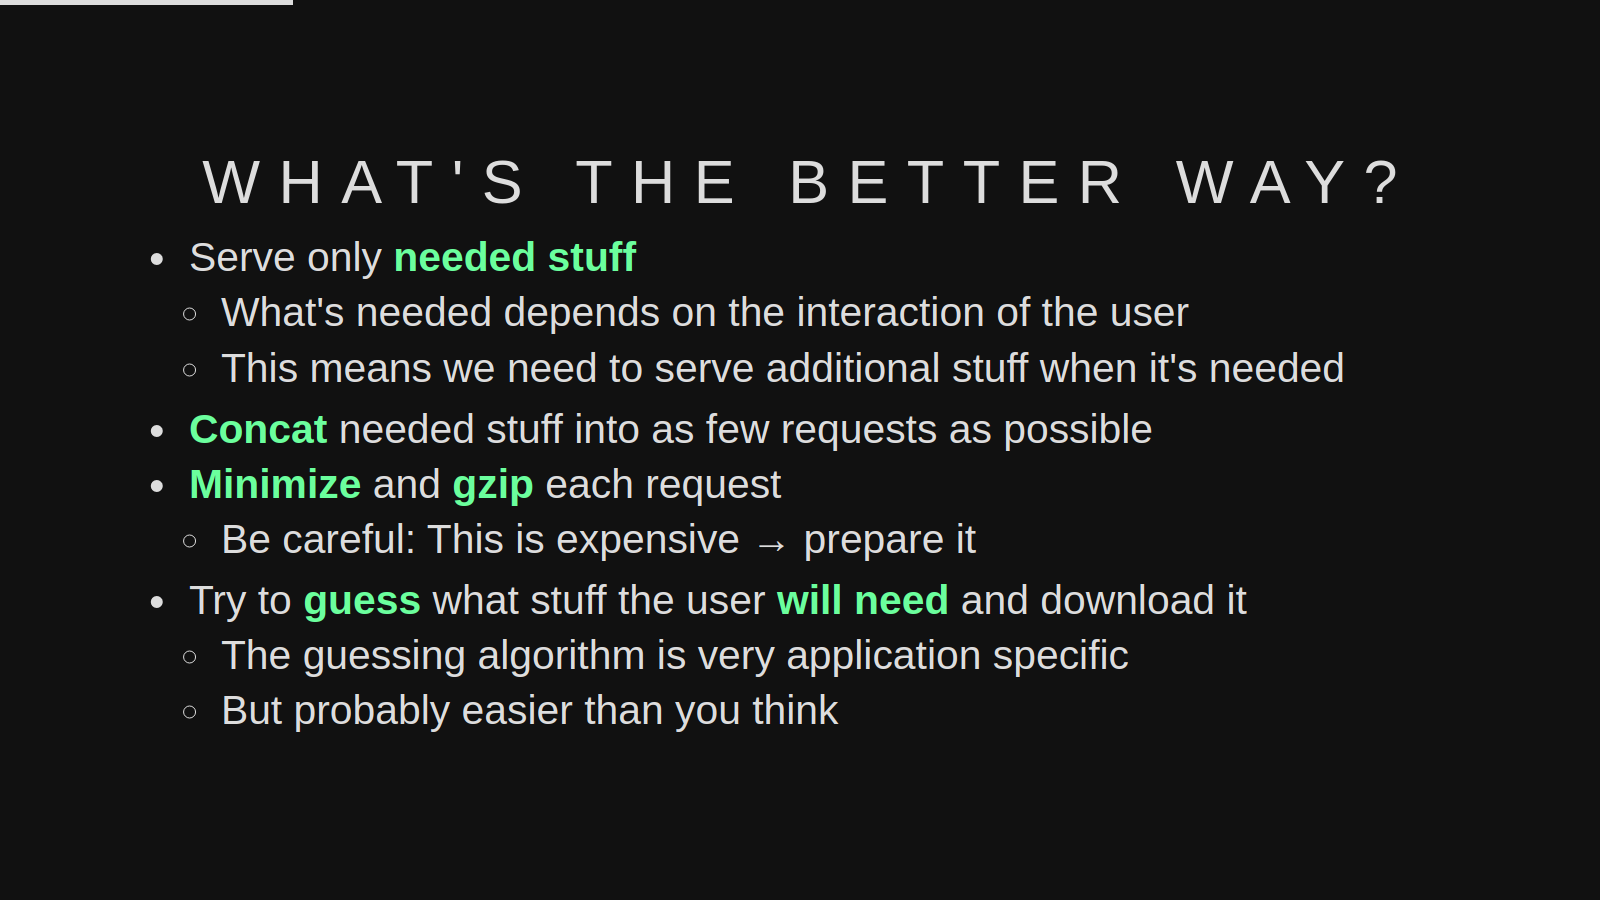 WHAT'S THE BETTER WAY?
Serve only needed stuff
What's needed depends on the interaction of the user
This means we need to serve additional stuff when it's needed
Concat needed stuff into as few requests as possible
Minimize and gzip each request
Be careful: This is expensive → prepare it
Try to guess what stuff the user will need and download it
The guessing algorithm is very application specific
But probably easier than you think